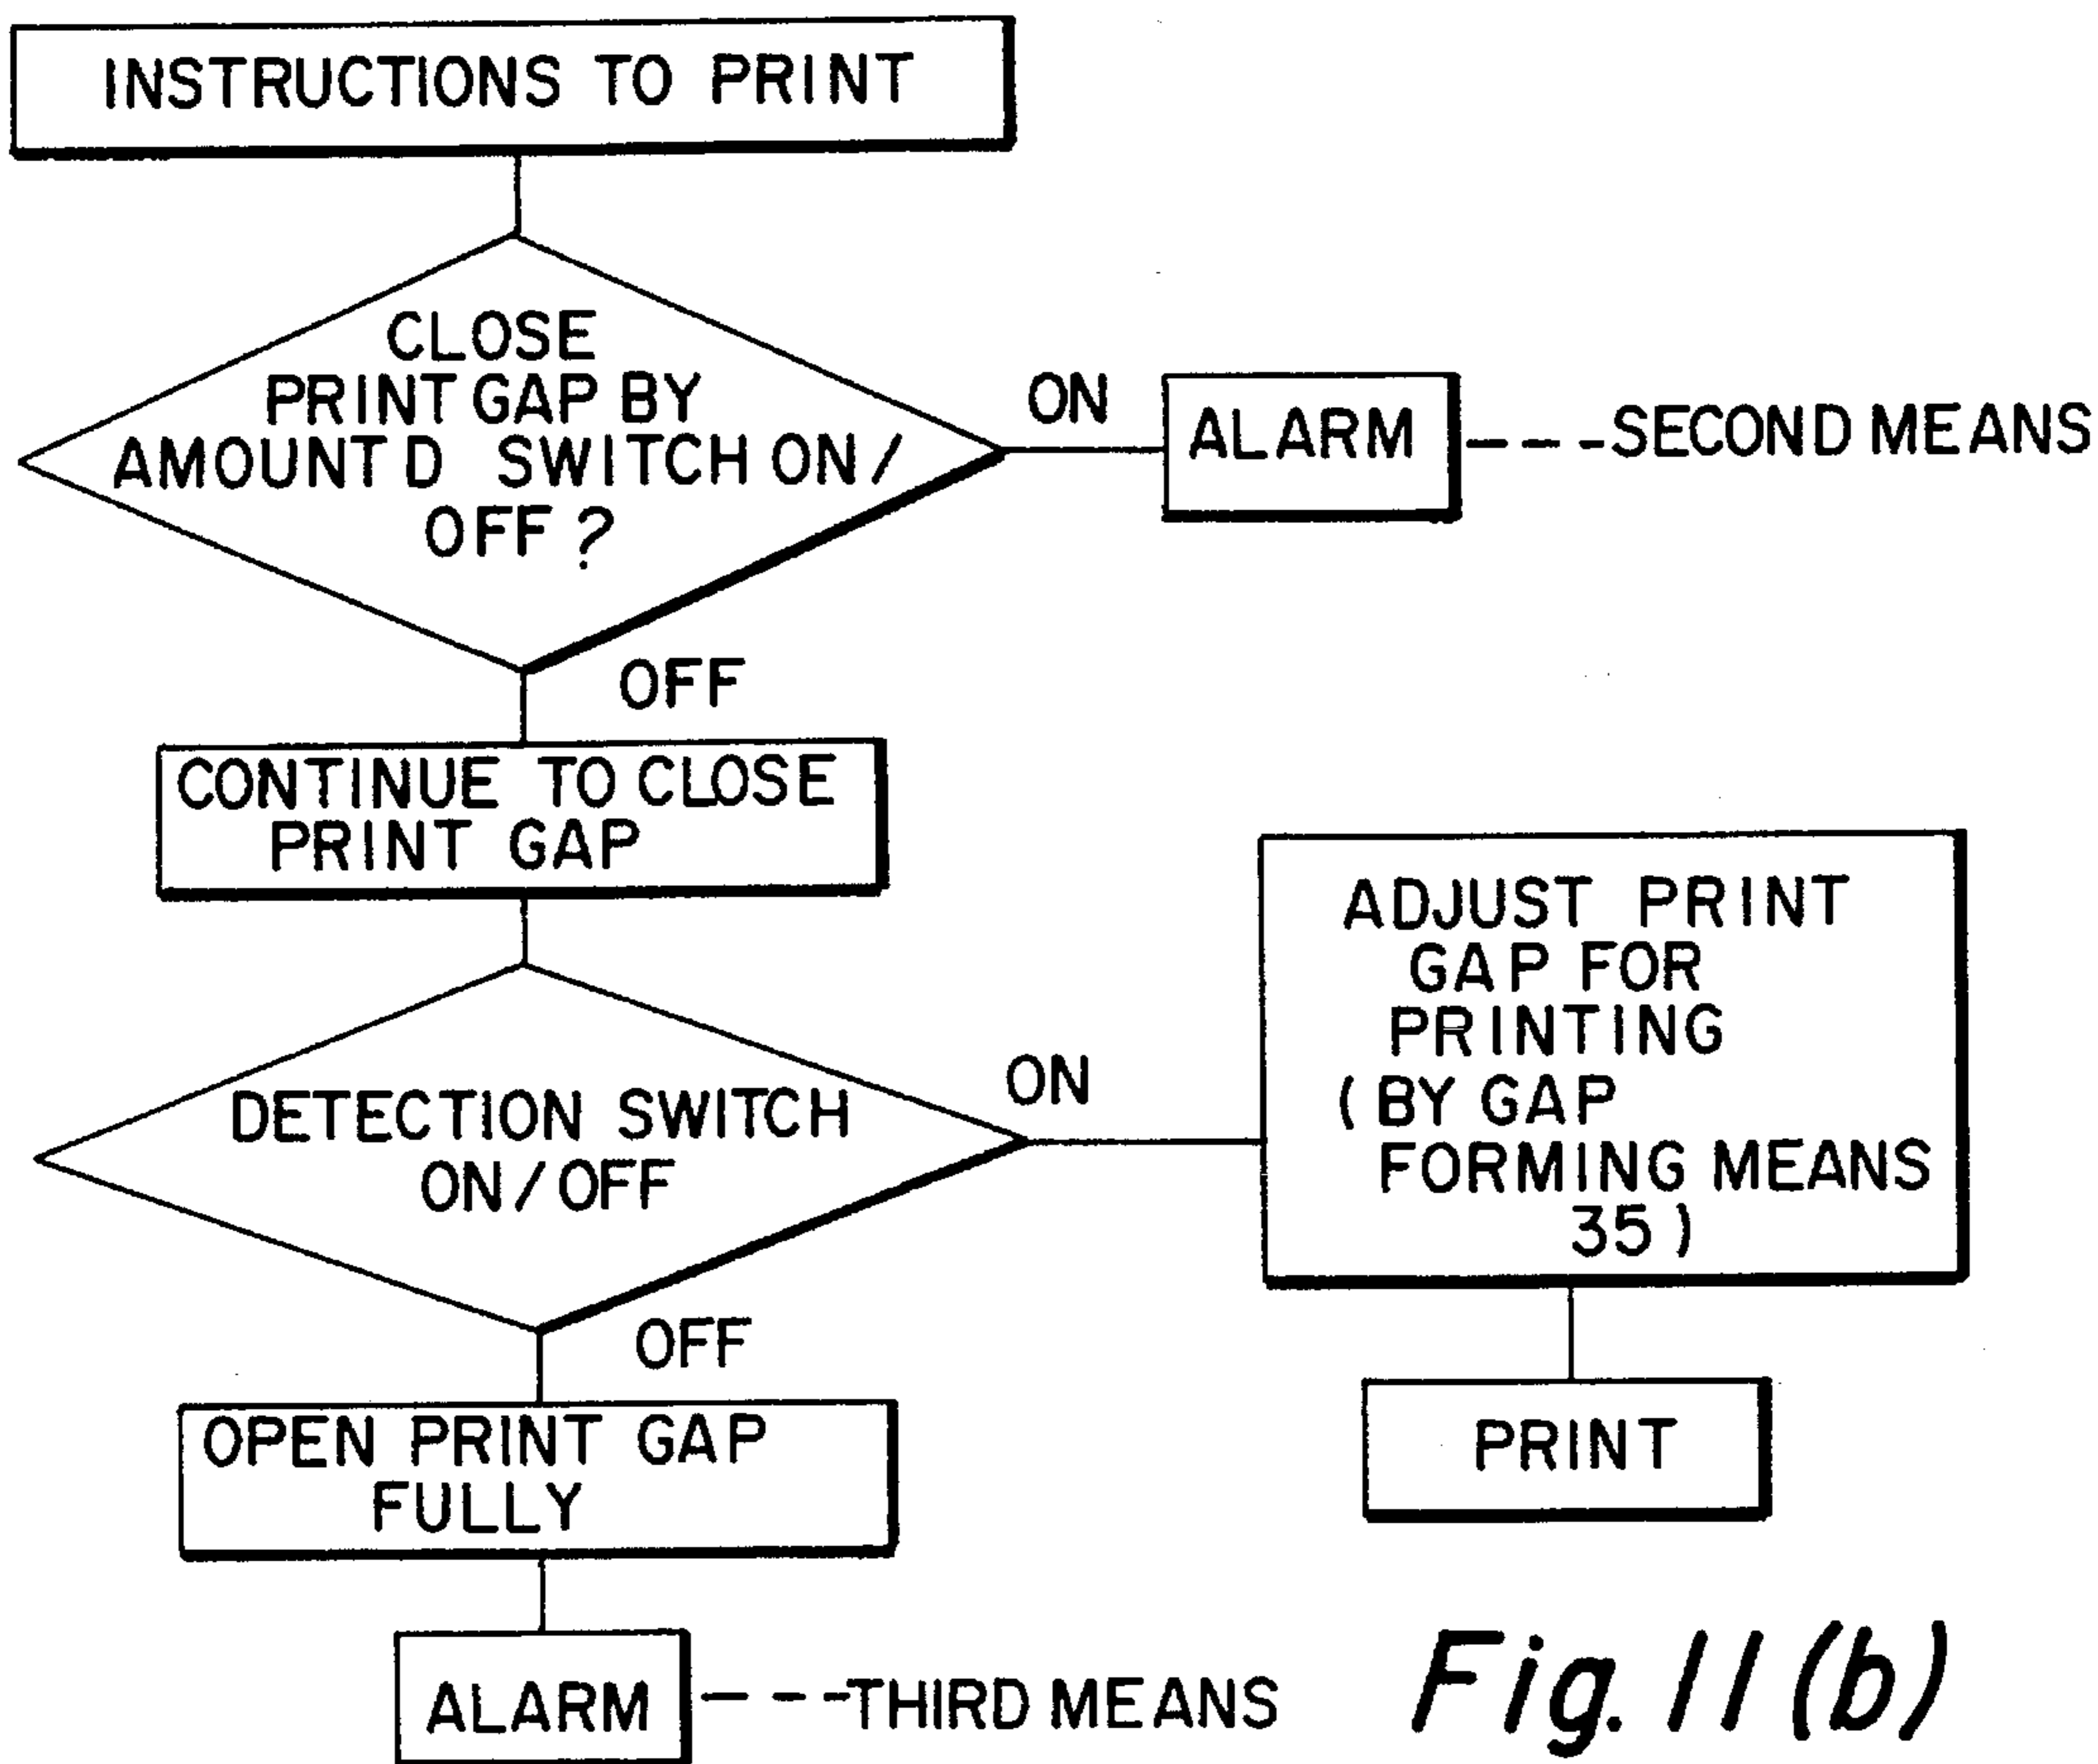 INSTRUCTIONS TO PRINT
CLOSE
PRINT GAP BY
AMOUNT D SWITCH ON/
OFF?
ON
ALARM ---SECOND MEANS
OFF
CONTINUE TO CLOSE
PRINT GAP
DETECTION SWITCH
ON/OFF
ON
ADJUST PRINT
GAP FOR
PRINTING
(BY GAP
FORMING MEANS
35)
PRINT
OFF
OPEN PRINT GAP
FULLY
ALARM ---THIRD MEANS
Fig. 11(b)